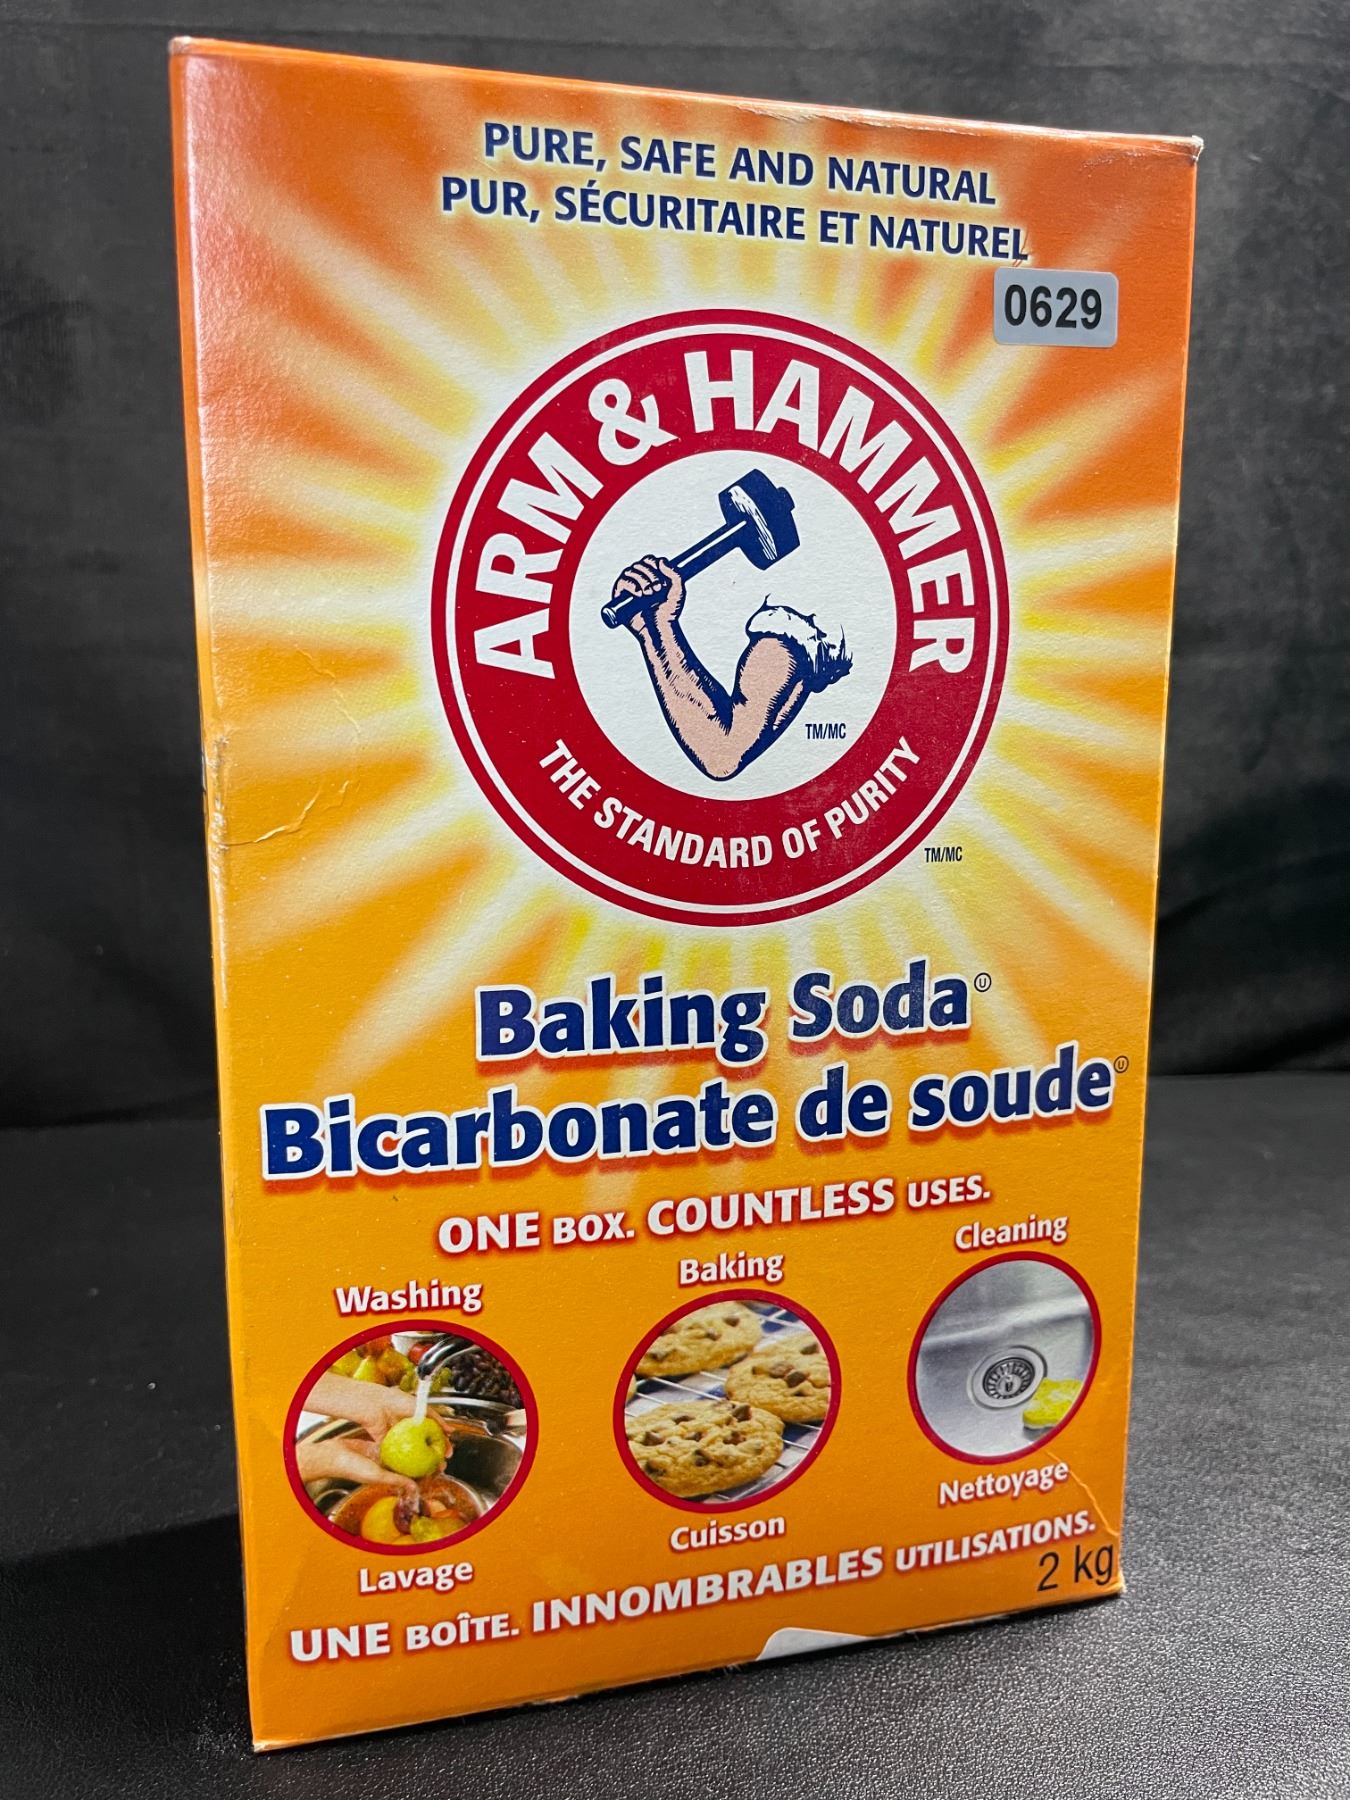 PURE, SAFE AND NATURAL
PUR, SÉCURITAIRE ET NATUREL
0629
ARM & HAMMER
TM/MC
THE STANDARD OF PURITY
TM/MC
Baking Soda Ⓤ
Bicarbonate de soude Ⓤ
ONE BOX. COUNTLESS USES.
Washing
Baking
Cleaning
Lavage
Cuisson
Nettoyage
UNE BOÎTE. INNOMBRABLES UTILISATIONS.
2 kg